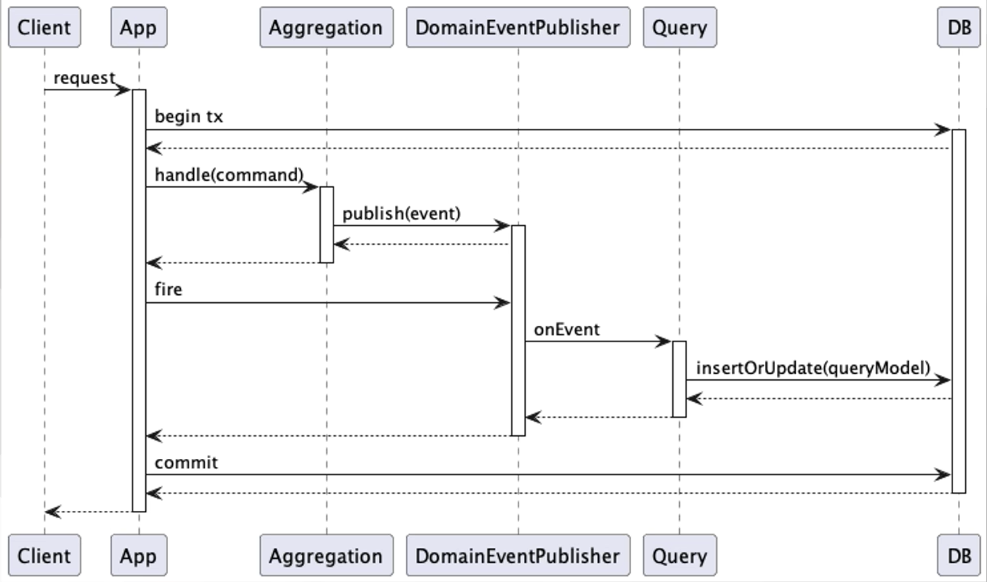 Client App Aggregation DomainEventPublisher Query DB
request
begin tx
handle(command)
publish(event)
fire
onEvent
insertOrUpdate(queryModel)
commit
Client App Aggregation DomainEventPublisher Query DB